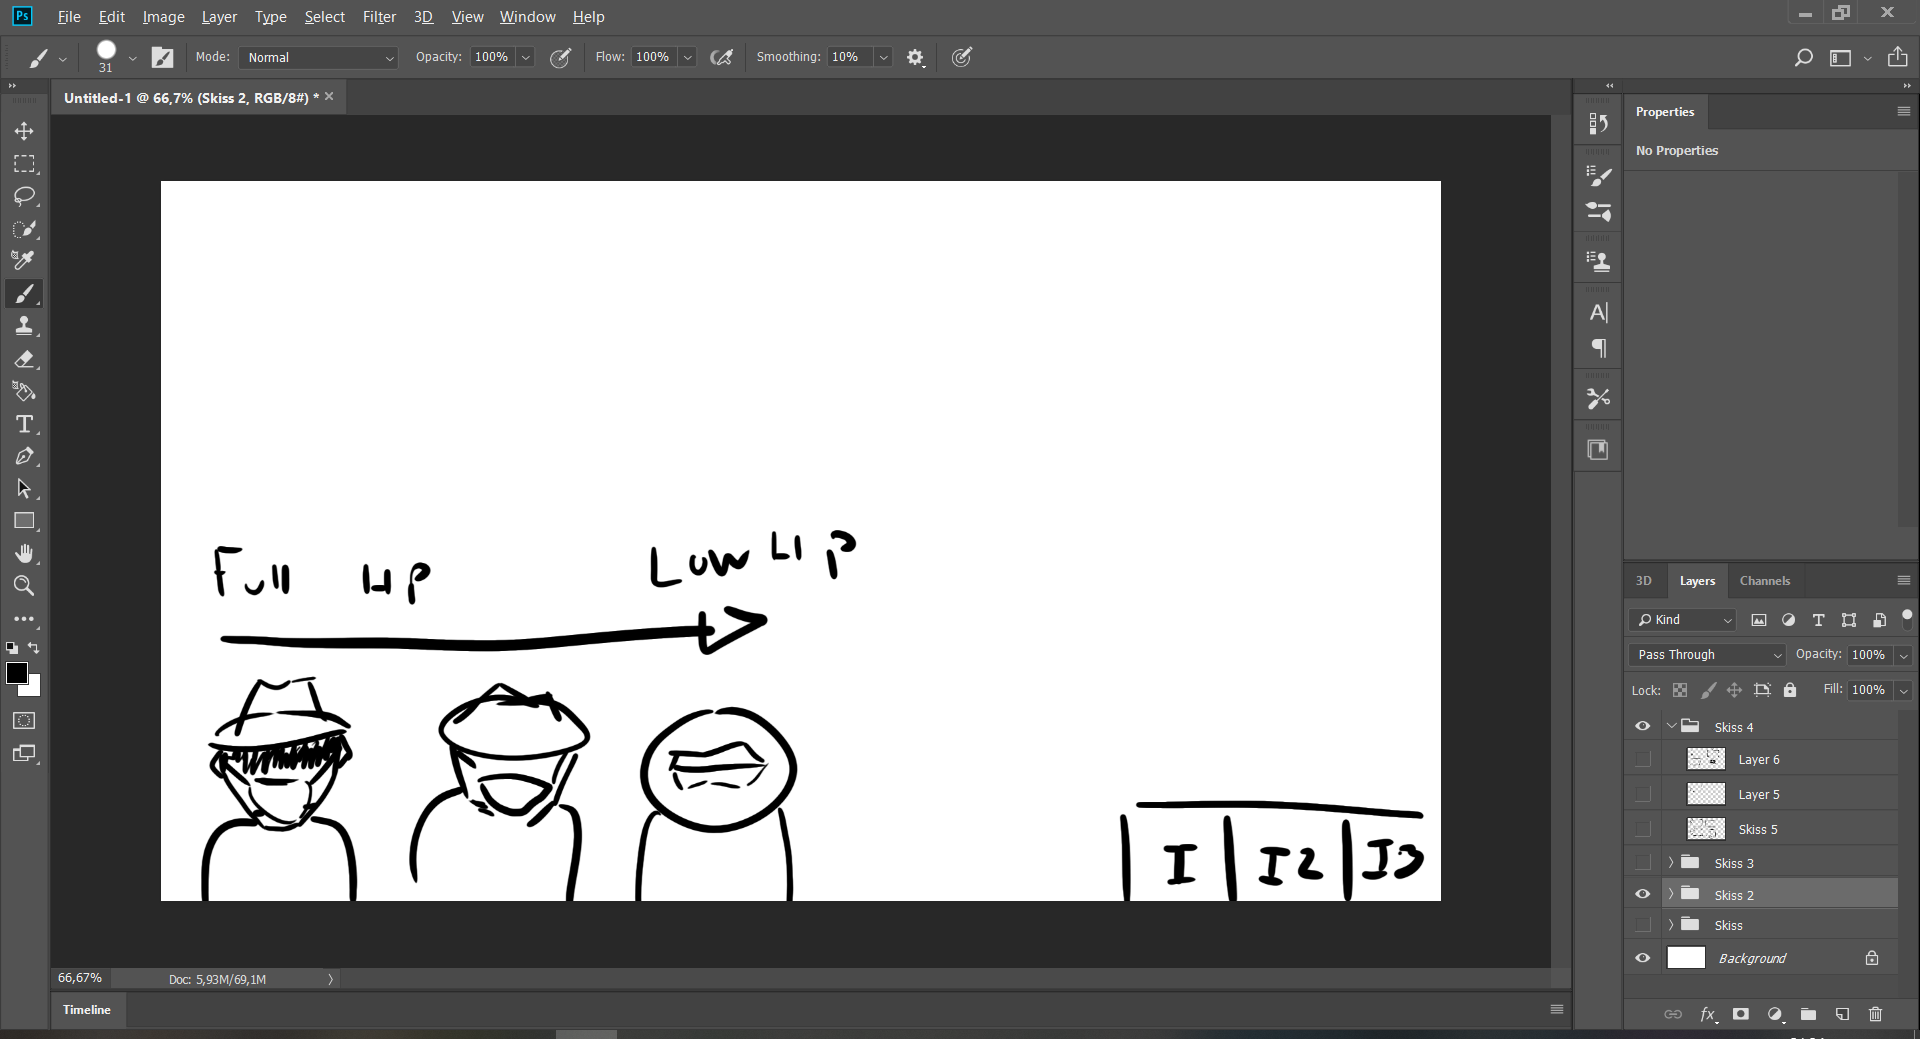 Ps File Edit Image Layer Type Select Filter 3D View Window Help
31 Mode: Normal Opacity: 100% Flow: 100% Smoothing: 10%
Untitled-1 @ 66,7% (Skiss 2, RGB/8#) *
Properties
No Properties
Full HP
Low HP
I I2 I3
3D Layers Channels
Kind
Pass Through Opacity: 100%
Lock: Fill: 100%
Skiss 4
Layer 6
Layer 5
Skiss 5
Skiss 3
Skiss 2
Skiss
Background
fx
66,67% Doc: 5,93M/69,1M
Timeline